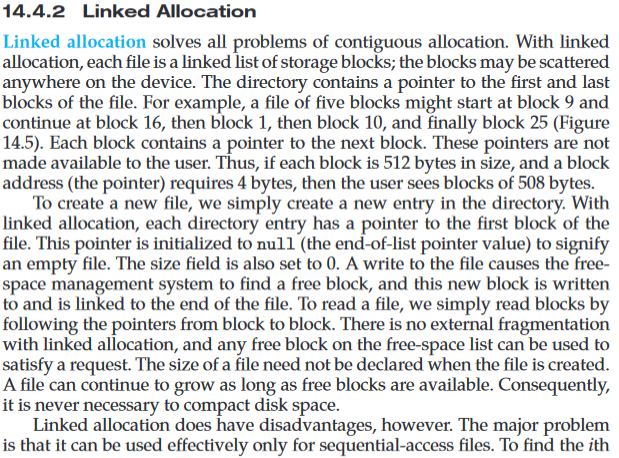 14.4.2 Linked Allocation
Linked allocation solves all problems of contiguous allocation. With linked
allocation, each file is a linked list of storage blocks; the blocks may be scattered
anywhere on the device. The directory contains a pointer to the first and last
blocks of the file. For example, a file of five blocks might start at block 9 and
continue at block 16, then block 1, then block 10, and finally block 25 (Figure
14.5). Each block contains a pointer to the next block. These pointers are not
made available to the user. Thus, if each block is 512 bytes in size, and a block
address (the pointer) requires 4 bytes, then the user sees blocks of 508 bytes.
To create a new file, we simply create a new entry in the directory. With
linked allocation, each directory entry has a pointer to the first block of the
file. This pointer is initialized to null (the end-of-list pointer value) to signify
an empty file. The size field is also set to 0. A write to the file causes the free-
space management system to find a free block, and this new block is written
to and is linked to the end of the file. To read a file, we simply read blocks by
following the pointers from block to block. There is no external fragmentation
with linked allocation, and any free block on the free-space list can be used to
satisfy a request. The size of a file need not be declared when the file is created.
A file can continue to grow as long as free blocks are available. Consequently,
it is never necessary to compact disk space.
Linked allocation does have disadvantages, however. The major problem
is that it can be used effectively only for sequential-access files. To find the ith